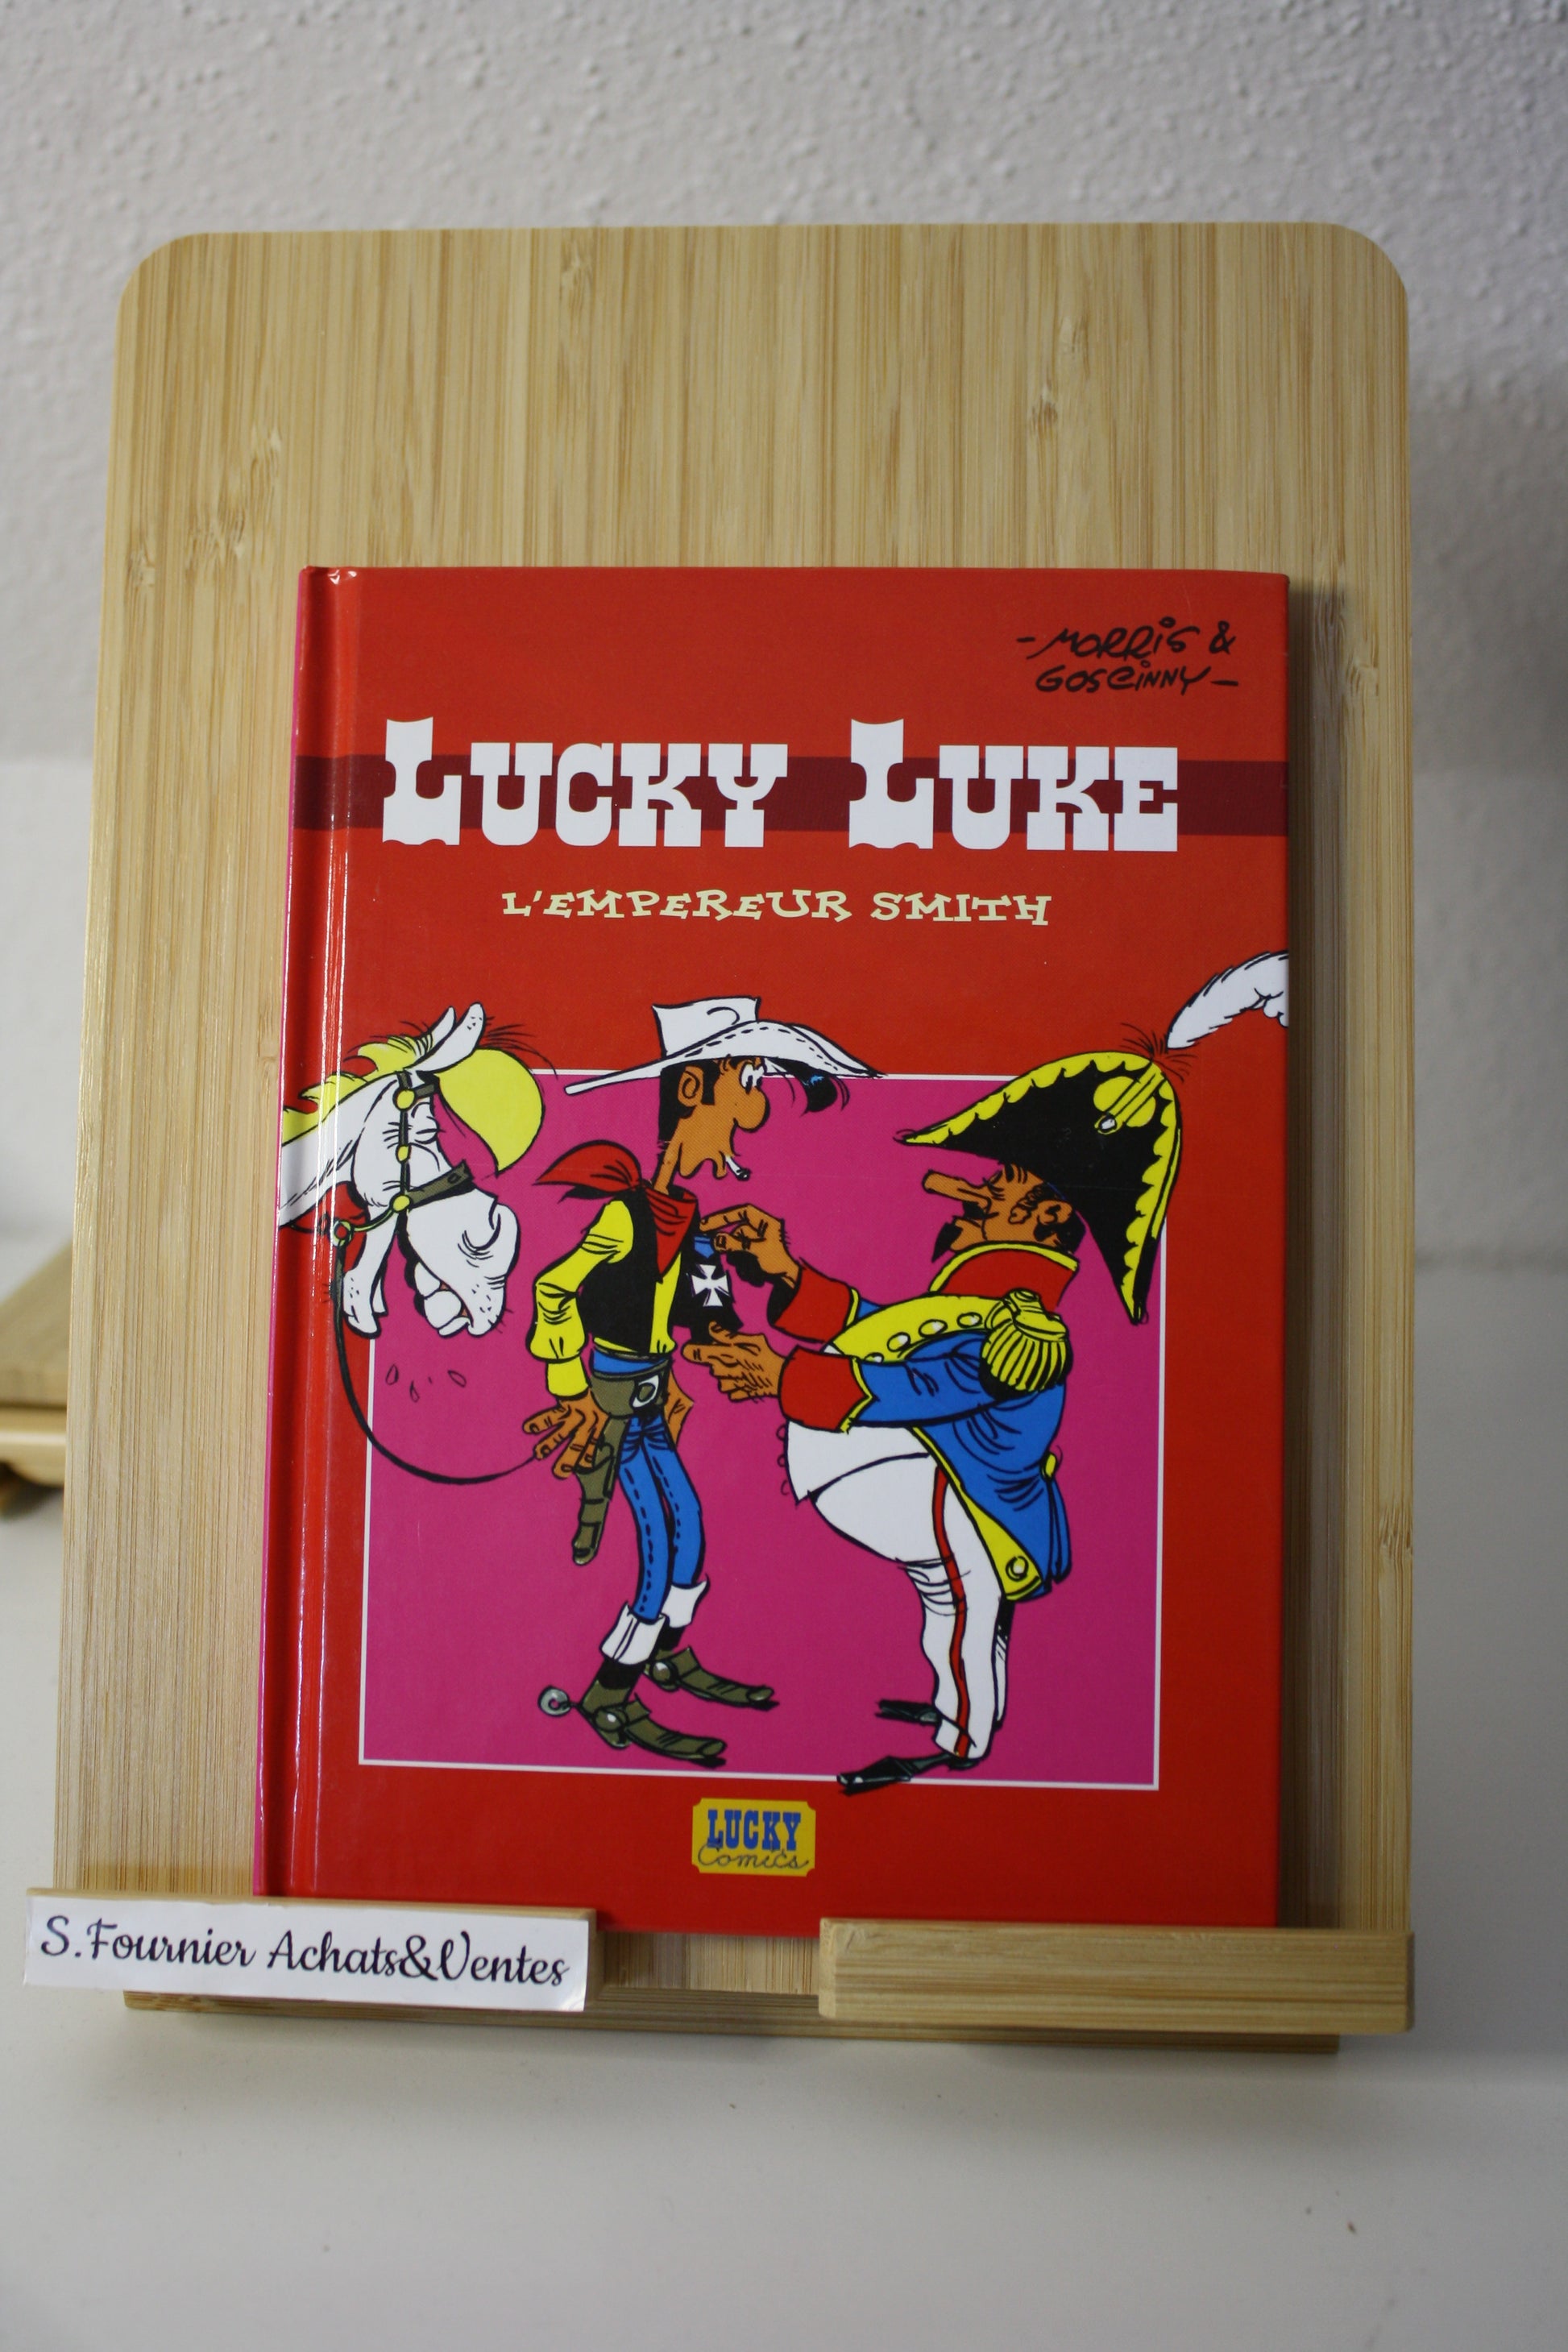 - MORRIS &
GOSCINNY -
LUCKY LUKE
L'EMPEREUR SMITH
LUCKY
Comics
S.Fournier Achats&Ventes